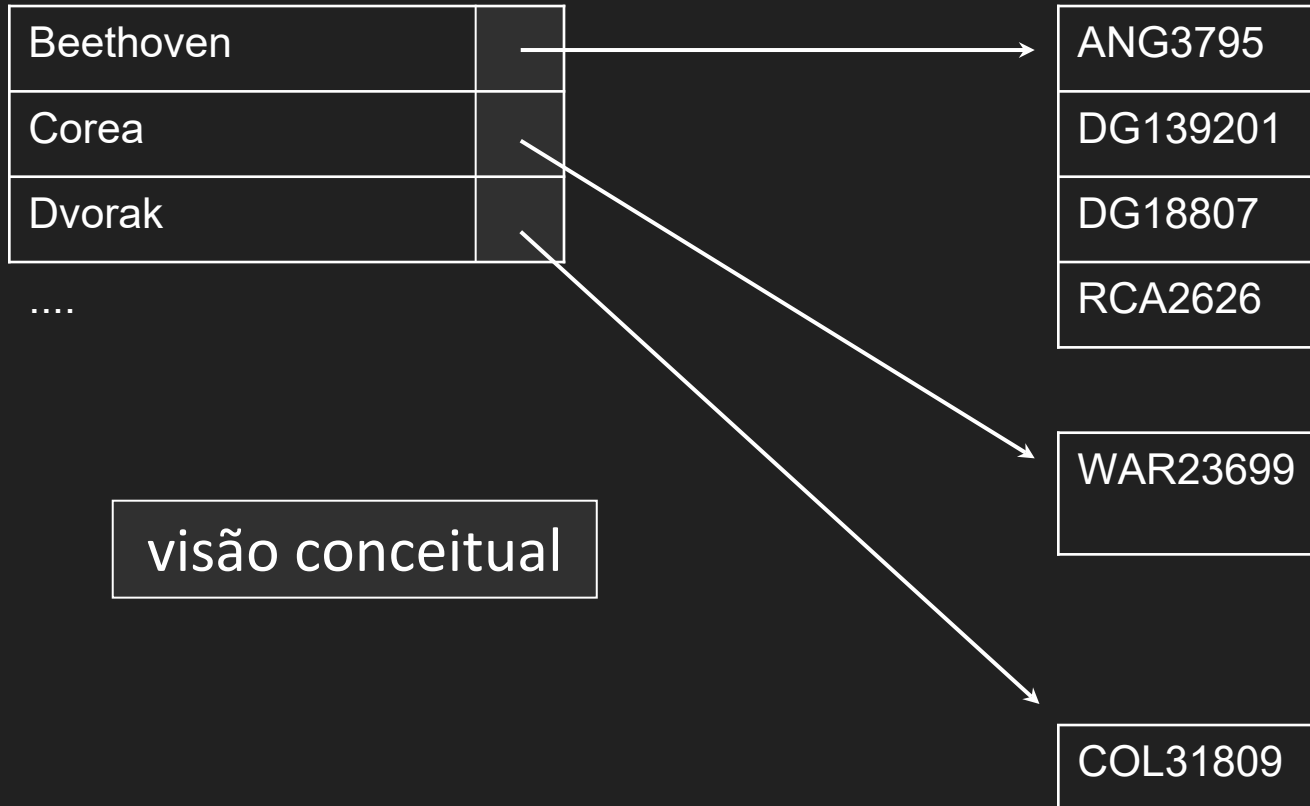 Beethoven
Corea
Dvorak
....
visão conceitual
ANG3795
DG139201
DG18807
RCA2626
WAR23699
COL31809